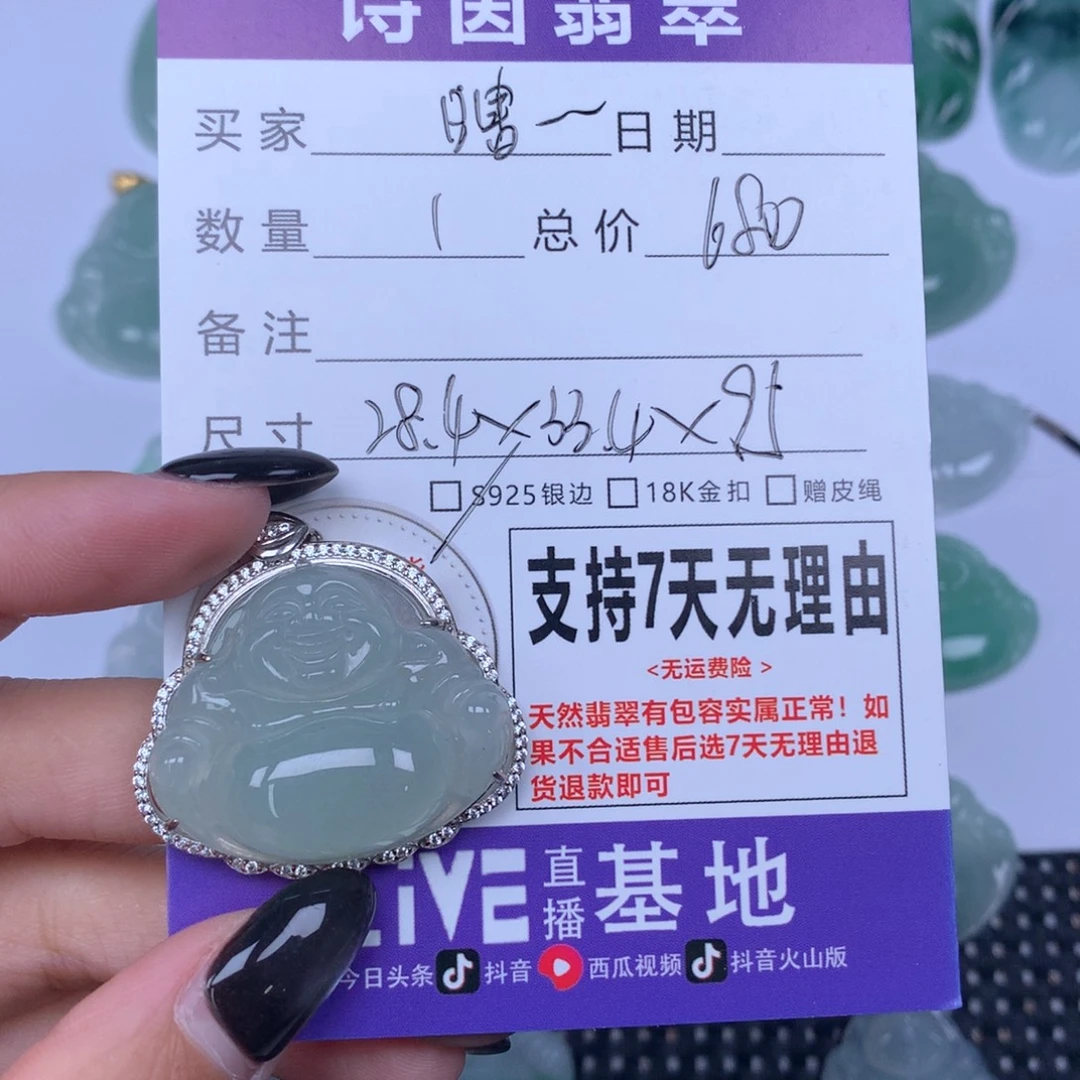 诗因翡翠
买家 一 日期
数量 1 总价 680
备注
尺寸 28.4×33.4×9.5
S925银边 18K金扣 赠皮绳
支持7天无理由
<无运费险>
天然翡翠有包容实属正常！如
果不合适售后选7天无理由退
货退款即可
LIVE 直播 基地
今日头条 抖音 西瓜视频 抖音火山版